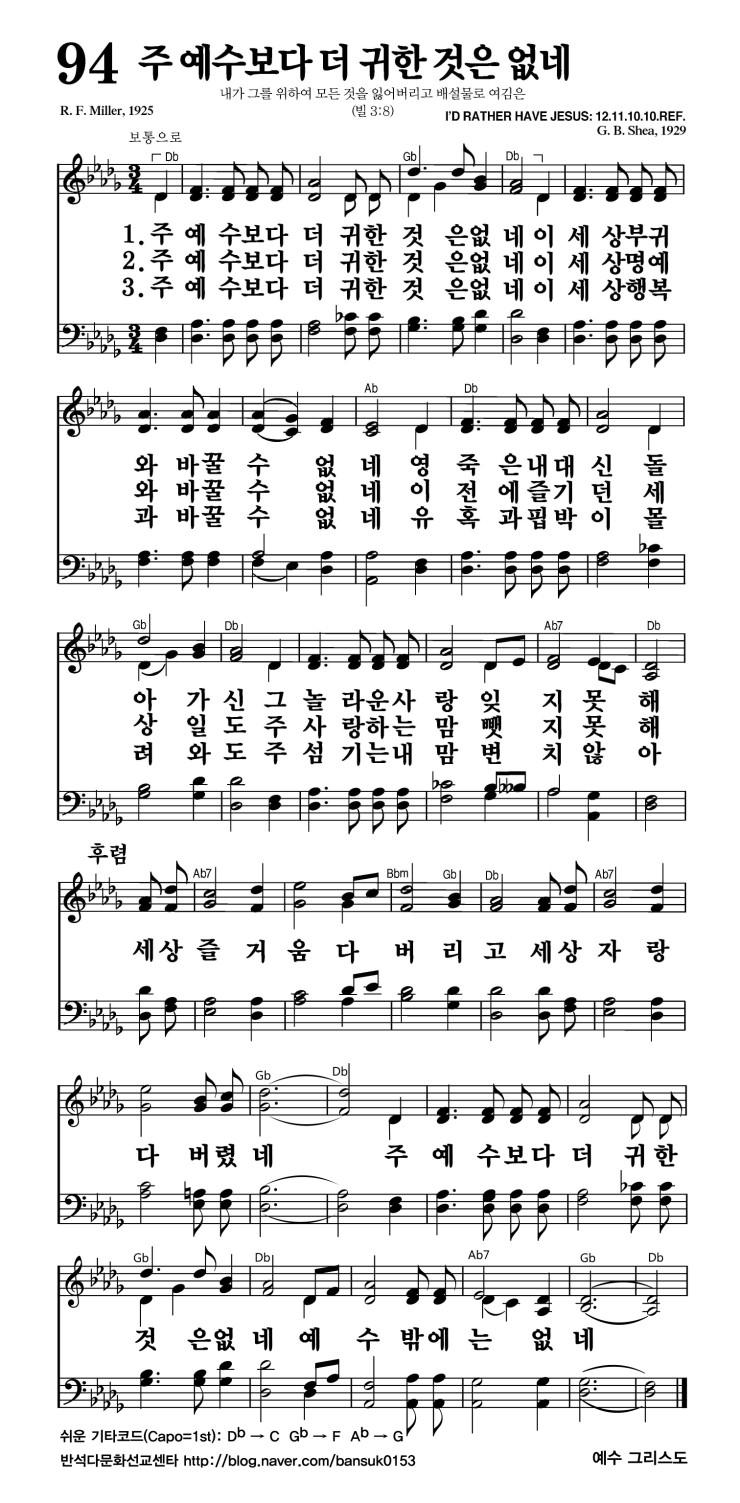 94 주 예수보다 더 귀한 것은 없네
내가 그를 위하여 모든 것을 잃어버리고 배설물로 여김은
R. F. Miller, 1925 (빌 3:8) I'D RATHER HAVE JESUS: 12.11.10.10.REF.
G. B. Shea, 1929
보통으로
Db Gb Db
3 4
1. 주 예 수보다 더 귀한 것 은없 네 이 세 상부귀
2. 주 예 수보다 더 귀한 것 은없 네 이 세 상명예
3. 주 예 수보다 더 귀한 것 은없 네 이 세 상행복
3 4
Ab Db
와 바꿀 수 없 네 영 죽 은내대 신 돌
와 바꿀 수 없 네 이 전 에즐기 던 세
과 바꿀 수 없 네 유 혹 과핍박 이 몰
Gb Db Ab7 Db
아 가 신 그 놀 라운사 랑 잊 지 못 해
상 일 도 주 사 랑하는 맘 뺏 지 못 해
려 와 도 주 섬 기는내 맘 변 치 않 아
후렴
Ab7 Bbm Gb Db Ab7
세상 즐 거 움 다 버 리 고 세상 자 랑
Gb Db
다 버렸 네 주 예 수보다 더 귀한
Gb Db Ab7 Gb Db
것 은없 네 예 수 밖에 는 없 네
쉬운 기타코드(Capo=1st): Db → C Gb → F Ab → G
반석다문화선교센타 http://blog.naver.com/bansuk0153 예수 그리스도